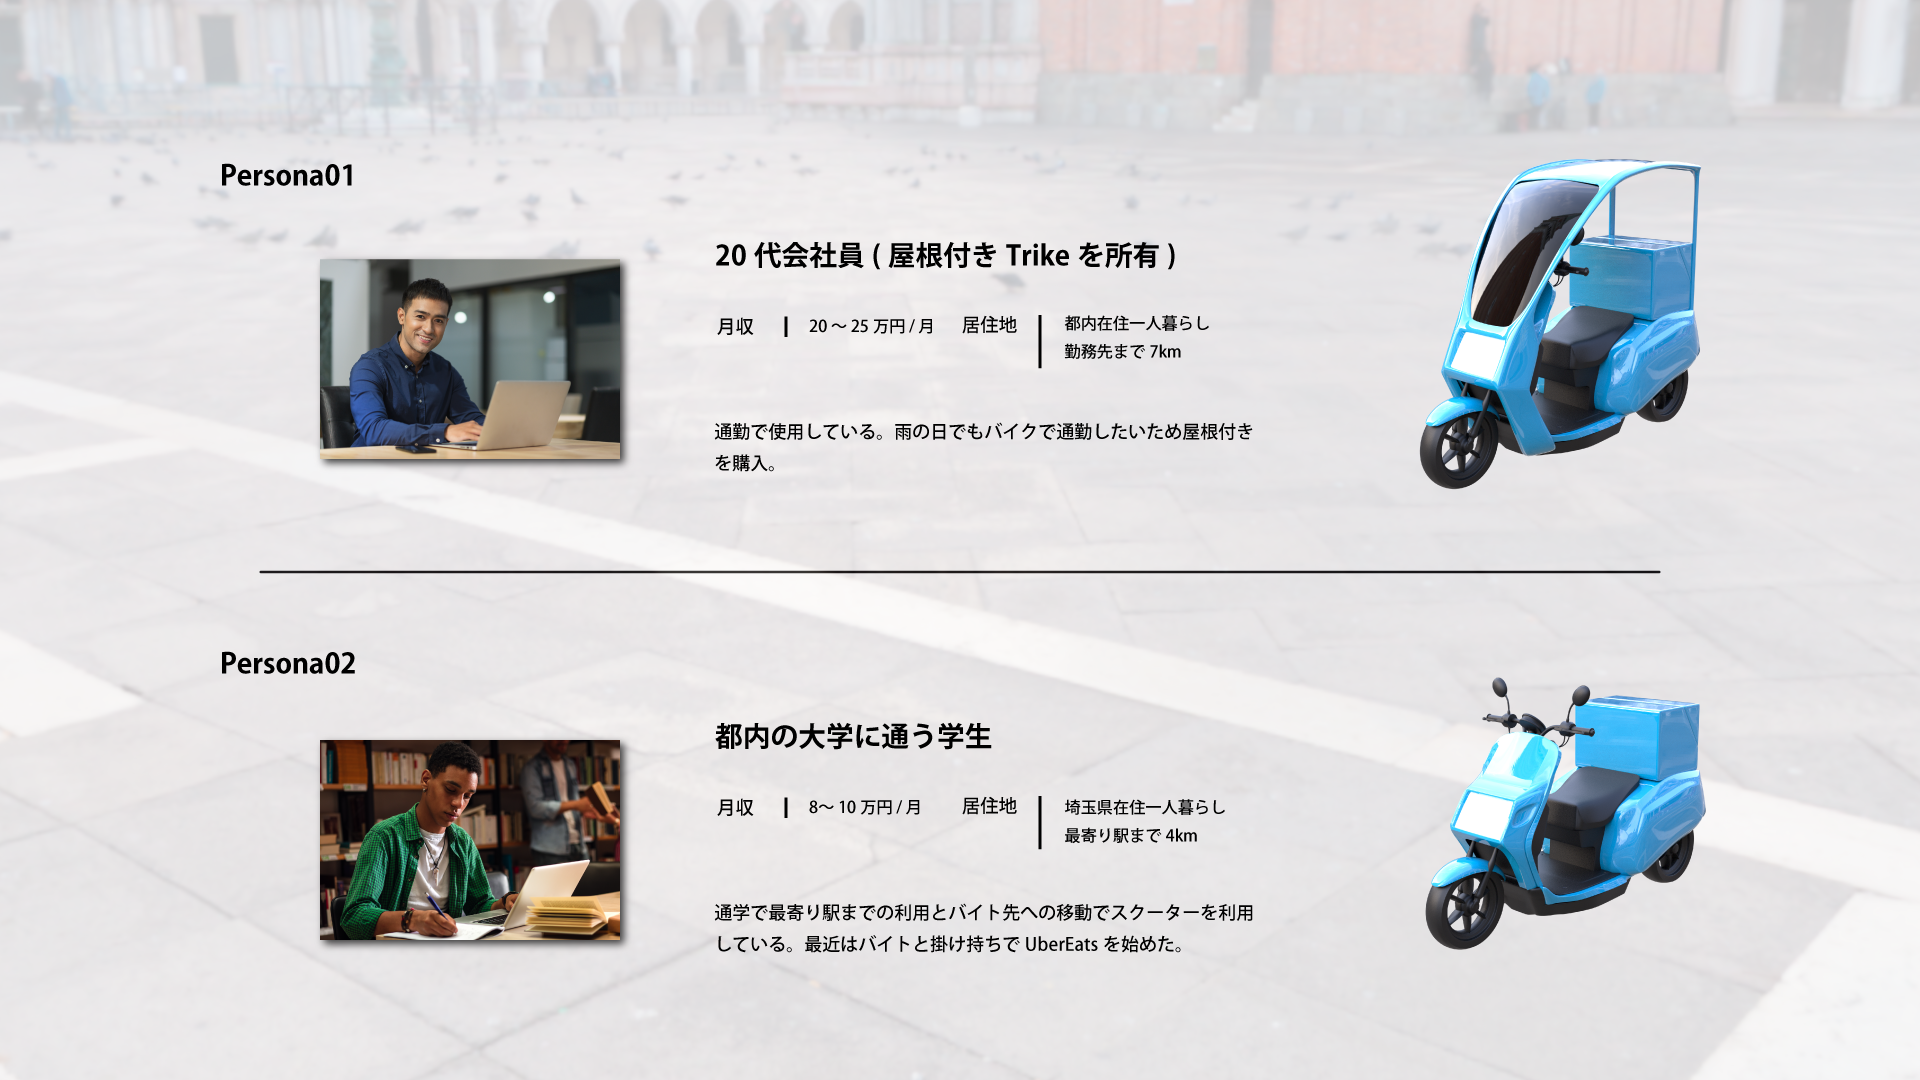 Persona01
20 代会社員 ( 屋根付き Trike を所有 )
月収 20 〜 25 万円 / 月 居住地 都内在住一人暮らし
勤務先まで 7km
通勤で使用している。雨の日でもバイクで通勤したいため屋根付き
を購入。
Persona02
都内の大学に通う学生
月収 8〜 10 万円 / 月 居住地 埼玉県在住一人暮らし
最寄り駅まで 4km
通学で最寄り駅までの利用とバイト先への移動でスクーターを利用
している。最近はバイトと掛け持ちで UberEats を始めた。